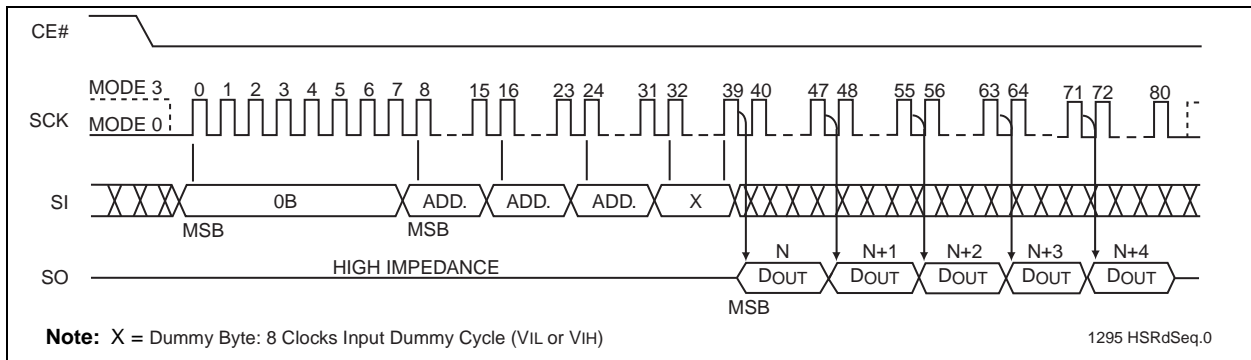 CE#
MODE 3
0 1 2 3 4 5 6 7 8 15 16 23 24 31 32 39 40 47 48 55 56 63 64 71 72 80
SCK
MODE 0
SI
0B ADD. ADD. ADD. X
MSB MSB
HIGH IMPEDANCE
N N+1 N+2 N+3 N+4
SO
DOUT DOUT DOUT DOUT DOUT
MSB
Note: X = Dummy Byte: 8 Clocks Input Dummy Cycle (VIL or VIH)
1295 HSRdSeq.0